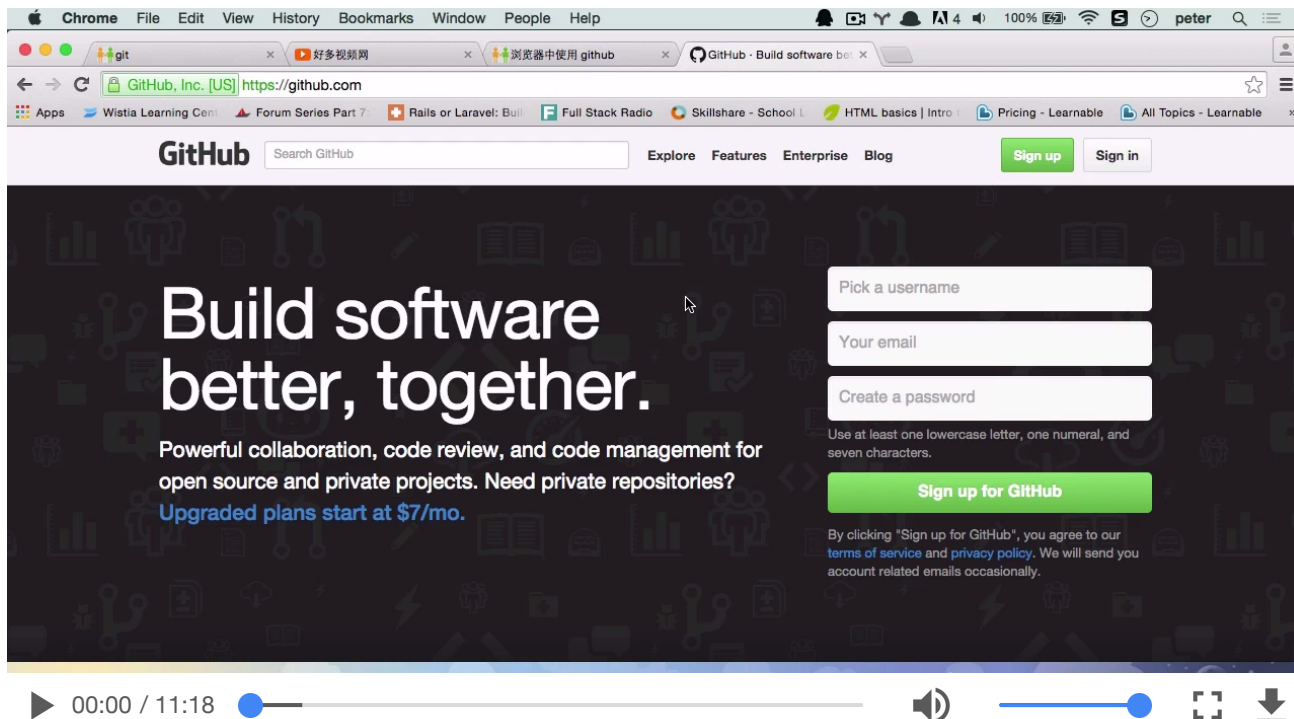 Chrome File Edit View History Bookmarks Window People Help 4 100% peter
git 好多视频网 浏览器中使用 github GitHub · Build software bet
GitHub, Inc. [US] https://github.com
Apps Wistia Learning Cent Forum Series Part 7: Rails or Laravel: Buil Full Stack Radio Skillshare - School HTML basics | Intro Pricing - Learnable All Topics - Learnable »
GitHub Search GitHub Explore Features Enterprise Blog Sign up Sign in
Build software
better, together.
Powerful collaboration, code review, and code management for
open source and private projects. Need private repositories?
Upgraded plans start at $7/mo.
Pick a username
Your email
Create a password
Use at least one lowercase letter, one numeral, and
seven characters.
Sign up for GitHub
By clicking "Sign up for GitHub", you agree to our
terms of service and privacy policy. We will send you
account related emails occasionally.
00:00 / 11:18